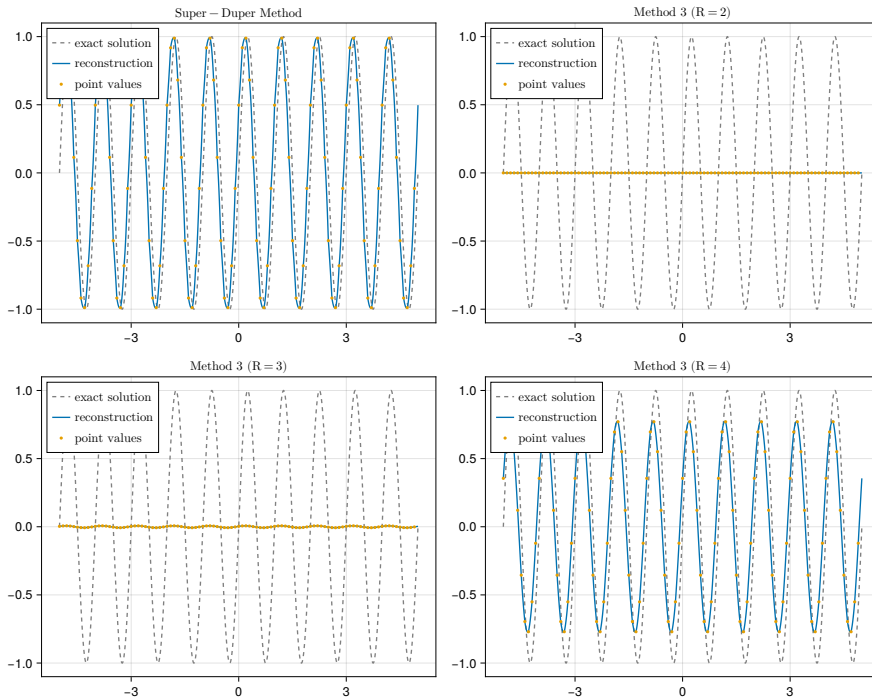 Super − Duper Method
exact solution
reconstruction
point values
1.0
0.5
0.0
−0.5
−1.0
−3
0
3
Method 3 (R = 2)
exact solution
reconstruction
point values
1.0
0.5
0.0
−0.5
−1.0
−3
0
3
Method 3 (R = 3)
exact solution
reconstruction
point values
1.0
0.5
0.0
−0.5
−1.0
−3
0
3
Method 3 (R = 4)
exact solution
reconstruction
point values
1.0
0.5
0.0
−0.5
−1.0
−3
0
3